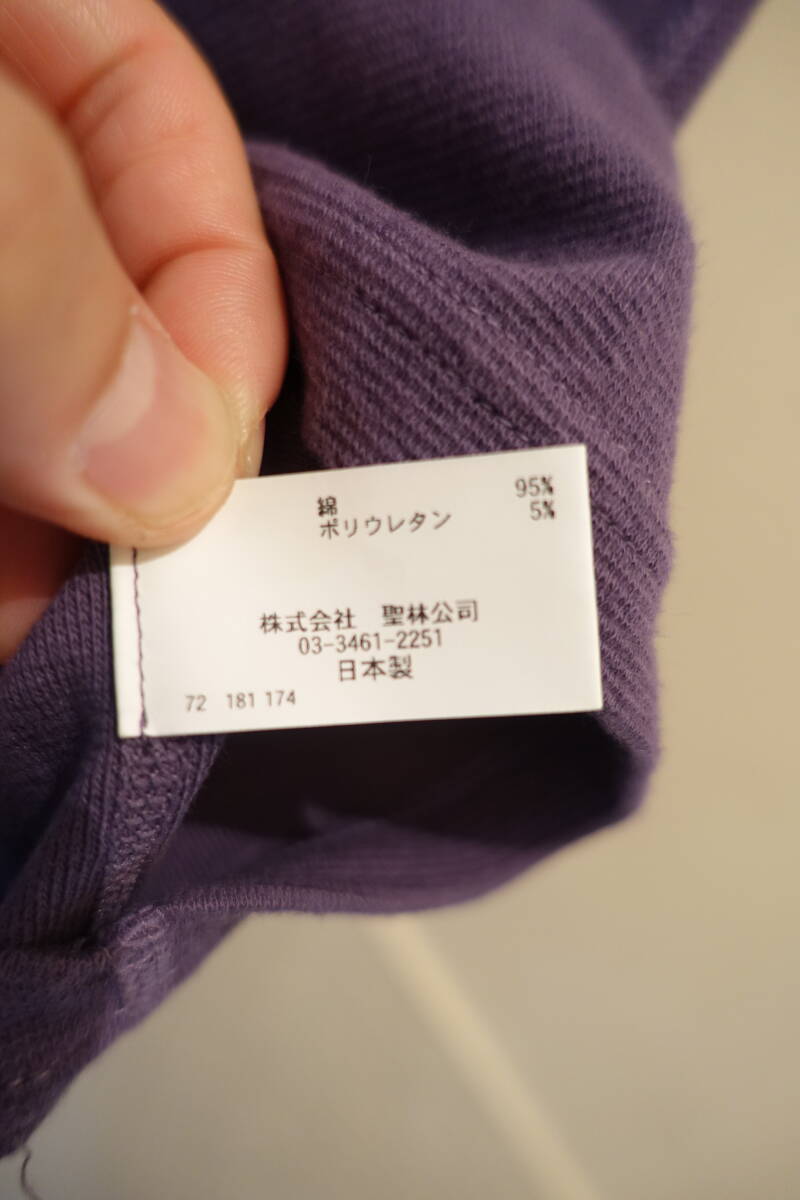 綿 95%
ポリウレタン 5%
株式会社 聖林公司
03-3461-2251
日本製
72 181 174